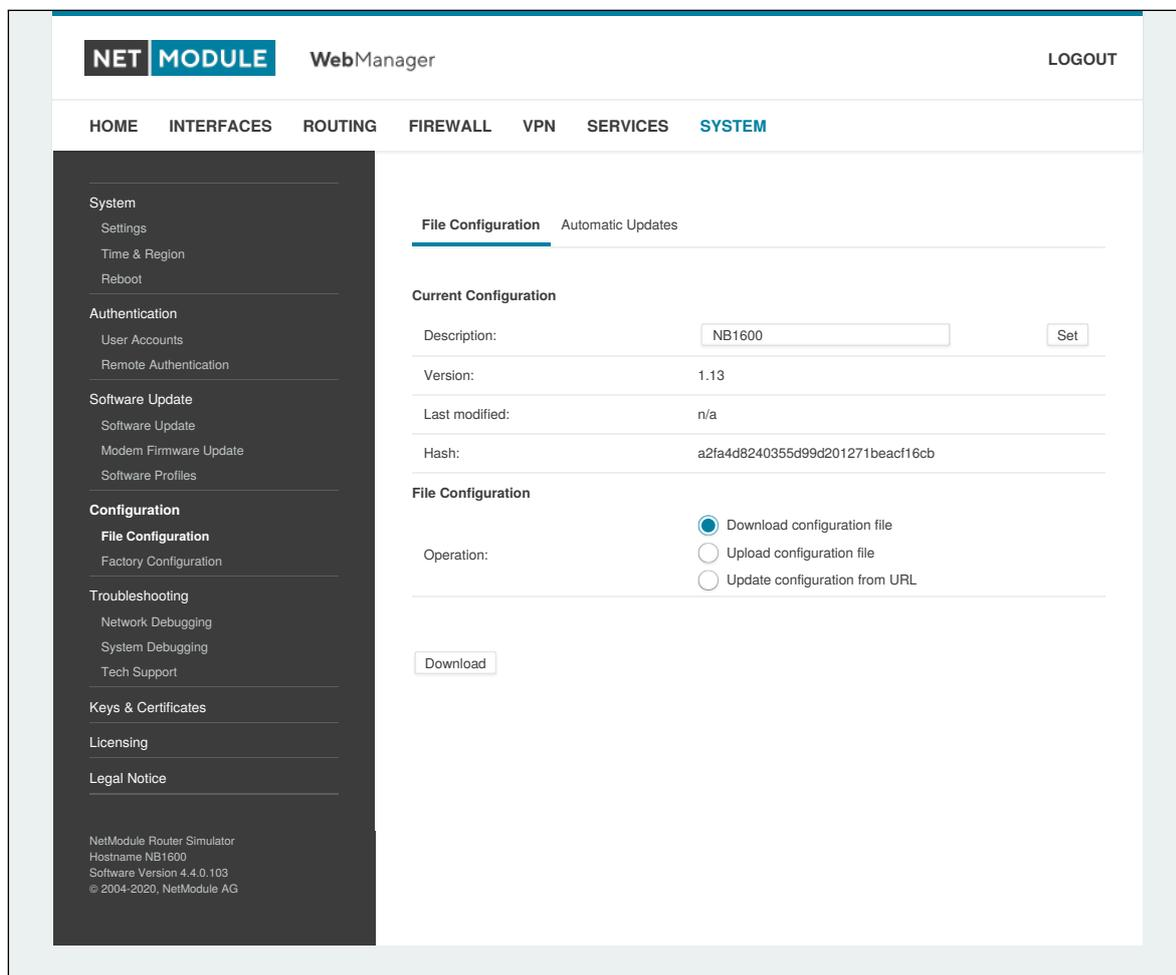 NET MODULE WebManager LOGOUT
HOME INTERFACES ROUTING FIREWALL VPN SERVICES SYSTEM
System
Settings
Time & Region
Reboot
Authentication
User Accounts
Remote Authentication
Software Update
Software Update
Modem Firmware Update
Software Profiles
Configuration
File Configuration
Factory Configuration
Troubleshooting
Network Debugging
System Debugging
Tech Support
Keys & Certificates
Licensing
Legal Notice
NetModule Router Simulator
Hostname NB1600
Software Version 4.4.0.103
© 2004-2020, NetModule AG
File Configuration Automatic Updates
Current Configuration
Description: NB1600 Set
Version: 1.13
Last modified: n/a
Hash: a2fa4d8240355d99d201271beacf16cb
File Configuration
Operation:
Download configuration file
Upload configuration file
Update configuration from URL
Download